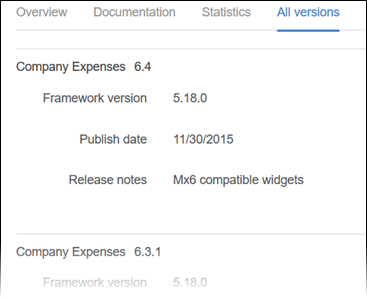 Overview Documentation Statistics All versions
Company Expenses 6.4
Framework version 5.18.0
Publish date 11/30/2015
Release notes Mx6 compatible widgets
Company Expenses 6.3.1
Framework version 5.18.0